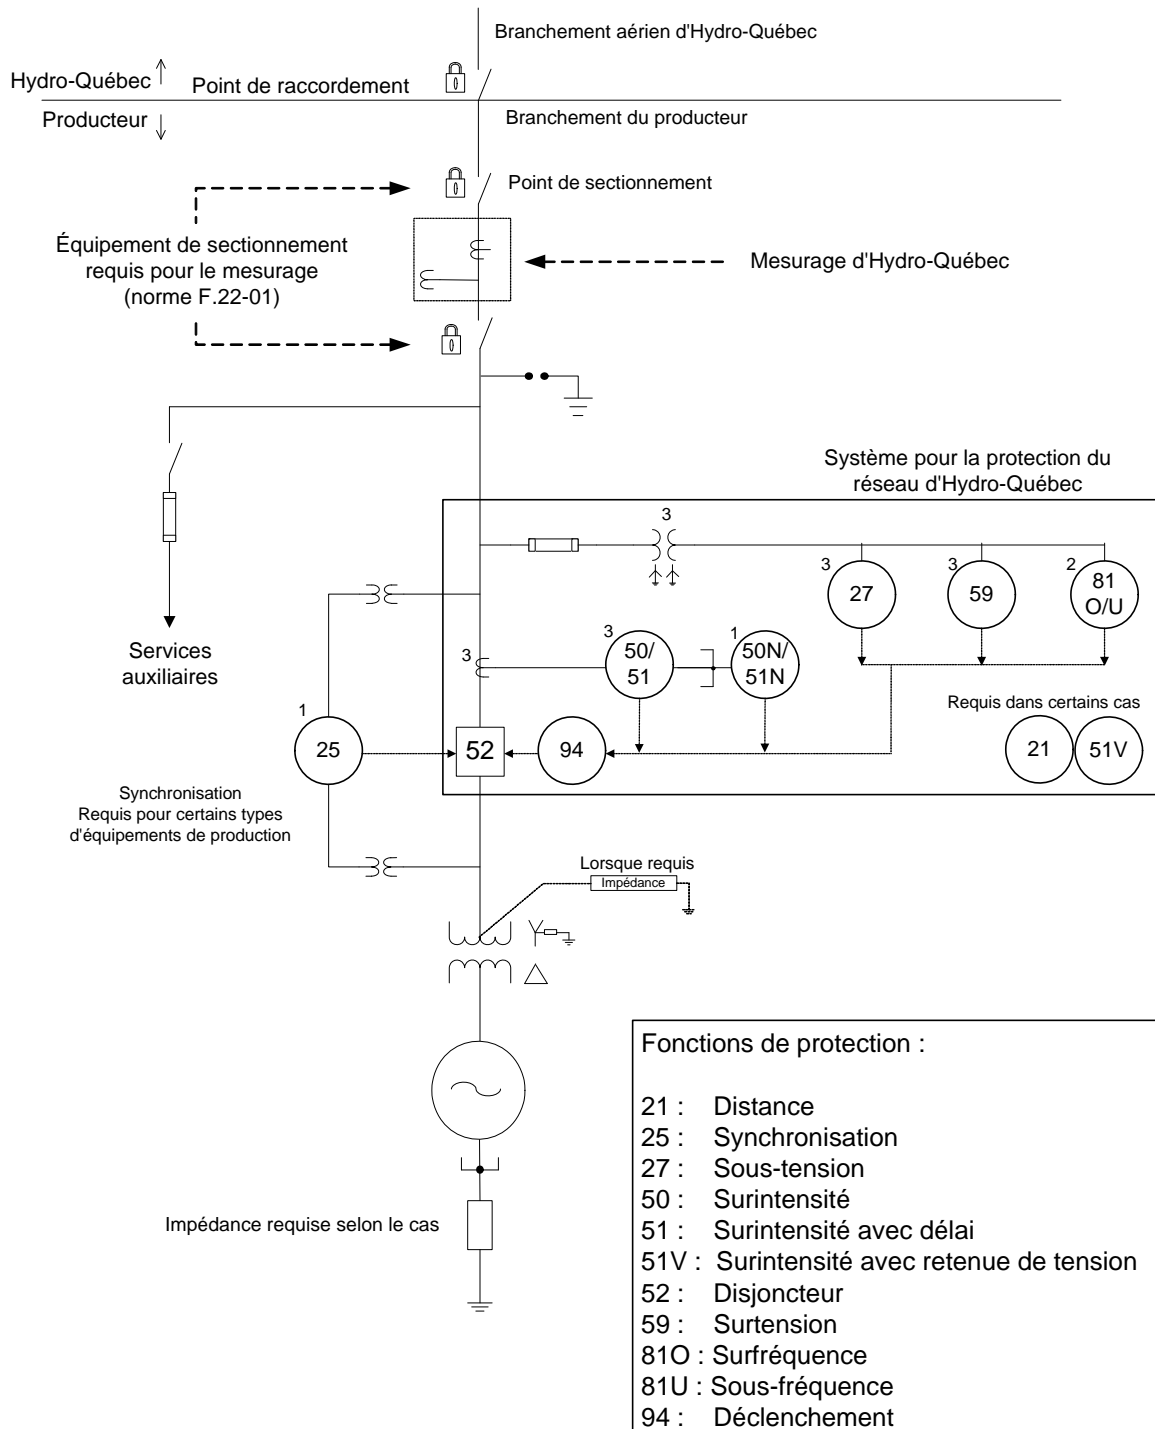 Branchement aérien d'Hydro-Québec
Hydro-Québec
Point de raccordement
Producteur
Branchement du producteur
Point de sectionnement
Équipement de sectionnement
requis pour le mesurage
(norme F.22-01)
Mesurage d'Hydro-Québec
Système pour la protection du
réseau d'Hydro-Québec
3
3
27
3
59
2
81
O/U
Services
auxiliaires
3
3
50/
51
1
50N/
51N
Requis dans certains cas
21
51V
1
25
52
94
Synchronisation
Requis pour certains types
d'équipements de production
Lorsque requis
Impédance
Impédance requise selon le cas
Fonctions de protection :
21 : Distance
25 : Synchronisation
27 : Sous-tension
50 : Surintensité
51 : Surintensité avec délai
51V : Surintensité avec retenue de tension
52 : Disjoncteur
59 : Surtension
81O : Surfréquence
81U : Sous-fréquence
94 : Déclenchement